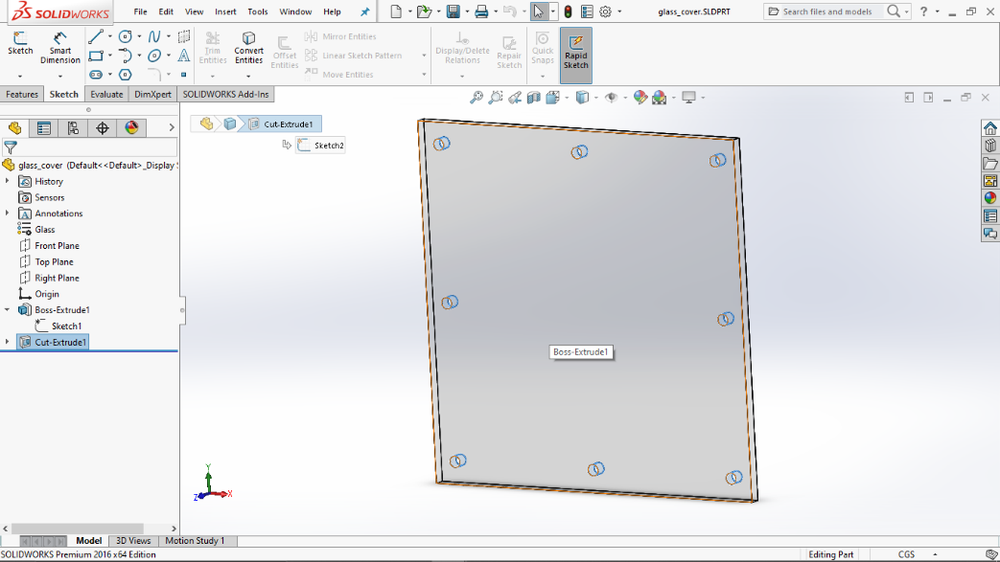 SOLIDWORKS File Edit View Insert Tools Window Help glass_cover.SLDPRT Search files and models ?
Sketch Smart Dimension Trim Entities Convert Entities Offset Entities Mirror Entities Linear Sketch Pattern Move Entities Display/Delete Relations Repair Sketch Quick Snaps Rapid Sketch
Features Sketch Evaluate DimXpert SOLIDWORKS Add-Ins
Cut-Extrude1
Sketch2
glass_cover (Default<<Default>_Display
History
Sensors
Annotations
Glass
Front Plane
Top Plane
Right Plane
Origin
Boss-Extrude1
Sketch1
Cut-Extrude1
Boss-Extrude1
Y
Z X
Model 3D Views Motion Study 1
SOLIDWORKS Premium 2016 x64 Edition Editing Part CGS